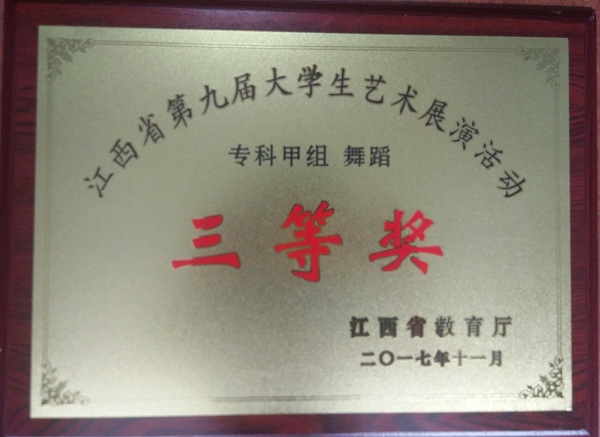 江西省第九届大学生艺术展演活动
专科甲组 舞蹈
三等奖
江西省教育厅
二〇一七年十一月